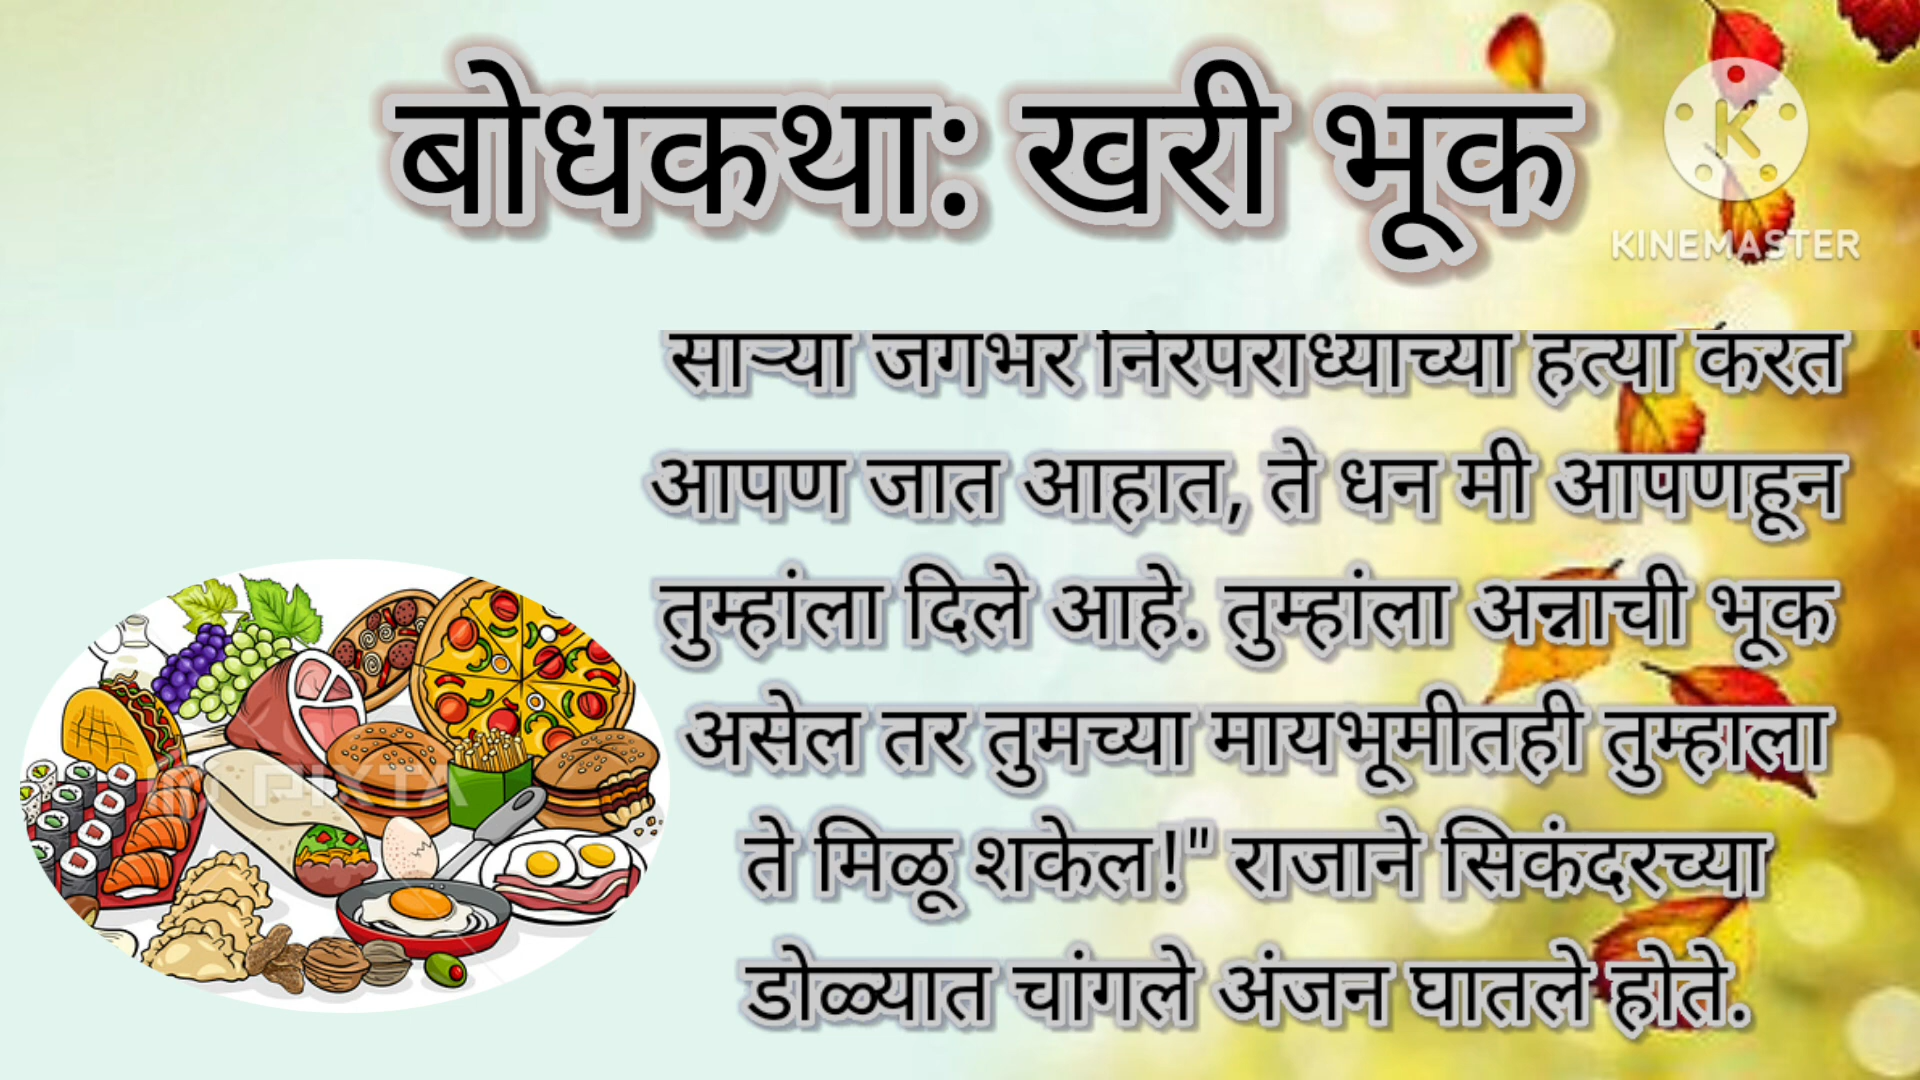 बोधकथा: खरी भूक
KINEMASTER
साऱ्या जगभर निरपराध्यांच्या हत्या करत
आपण जात आहात, ते धन मी आपणहून
तुम्हांला दिले आहे. तुम्हांला अन्नाची भूक
असेल तर तुमच्या मायभूमीतही तुम्हाला
ते मिळू शकेल!" राजाने सिकंदरच्या
डोळ्यात चांगले अंजन घातले होते.
PIXTA